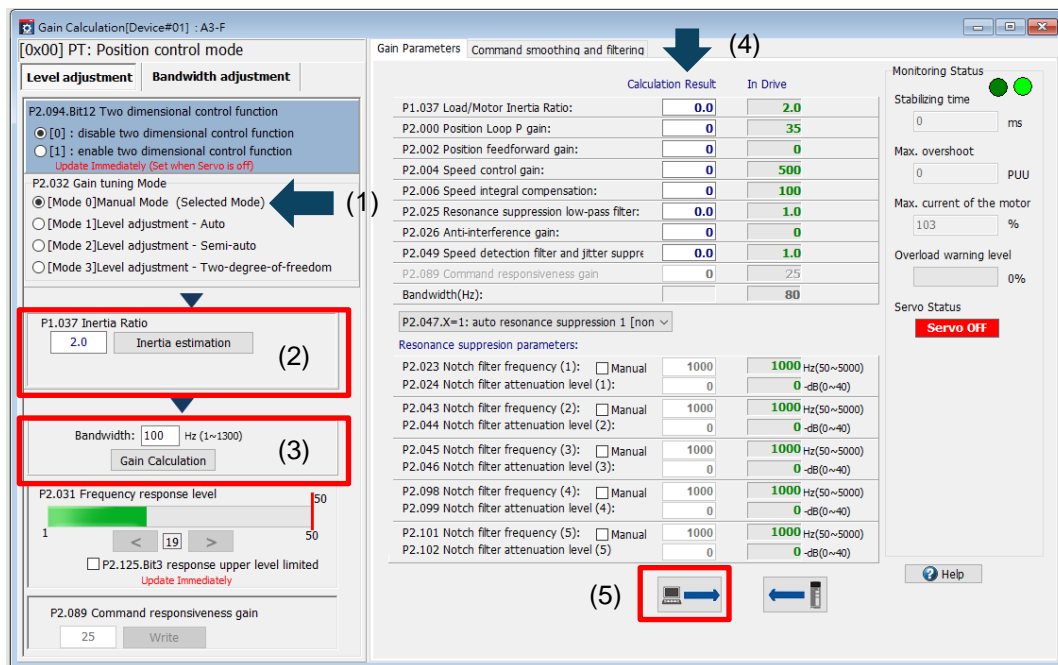 Gain Calculation[Device#01] : A3-F
[0x00] PT: Position control mode
Level adjustment
Bandwidth adjustment
P2.094.Bit12 Two dimensional control function
[0] : disable two dimensional control function
[1] : enable two dimensional control function
Update Immediately (Set when Servo is off)
P2.032 Gain tuning Mode
[Mode 0]Manual Mode (Selected Mode)
(1)
[Mode 1]Level adjustment - Auto
[Mode 2]Level adjustment - Semi-auto
[Mode 3]Level adjustment - Two-degree-of-freedom
P1.037 Inertia Ratio
2.0 Inertia estimation
(2)
Bandwidth: 100 Hz (1~1300)
Gain Calculation
(3)
P2.031 Frequency response level
50
1
50
< 19 >
P2.125.Bit3 response upper level limited
Update Immediately
P2.089 Command responsiveness gain
25 Write
Gain Parameters
Command smoothing and filtering
(4)
Calculation Result In Drive
P1.037 Load/Motor Inertia Ratio: 0.0 2.0
P2.000 Position Loop P gain: 0 35
P2.002 Position feedforward gain: 0 0
P2.004 Speed control gain: 0 500
P2.006 Speed integral compensation: 0 100
P2.025 Resonance suppression low-pass filter: 0.0 1.0
P2.026 Anti-interference gain: 0 0
P2.049 Speed detection filter and jitter suppre 0.0 1.0
P2.089 Command responsiveness gain 0 25
Bandwidth(Hz): 80
P2.047.X=1: auto resonance suppression 1 [non
Resonance suppresion parameters:
P2.023 Notch filter frequency (1): Manual 1000 1000 Hz(50~5000)
P2.024 Notch filter attenuation level (1): 0 0 -dB(0~40)
P2.043 Notch filter frequency (2): Manual 1000 1000 Hz(50~5000)
P2.044 Notch filter attenuation level (2): 0 0 -dB(0~40)
P2.045 Notch filter frequency (3): Manual 1000 1000 Hz(50~5000)
P2.046 Notch filter attenuation level (3): 0 0 -dB(0~40)
P2.098 Notch filter frequency (4): Manual 1000 1000 Hz(50~5000)
P2.099 Notch filter attenuation level (4): 0 0 -dB(0~40)
P2.101 Notch filter frequency (5): Manual 1000 1000 Hz(50~5000)
P2.102 Notch filter attenuation level (5) 0 0 -dB(0~40)
(5)
Monitoring Status
Stabilizing time
0 ms
Max. overshoot
0 PUU
Max. current of the motor
103 %
Overload warning level
0%
Servo Status
Servo OFF
? Help